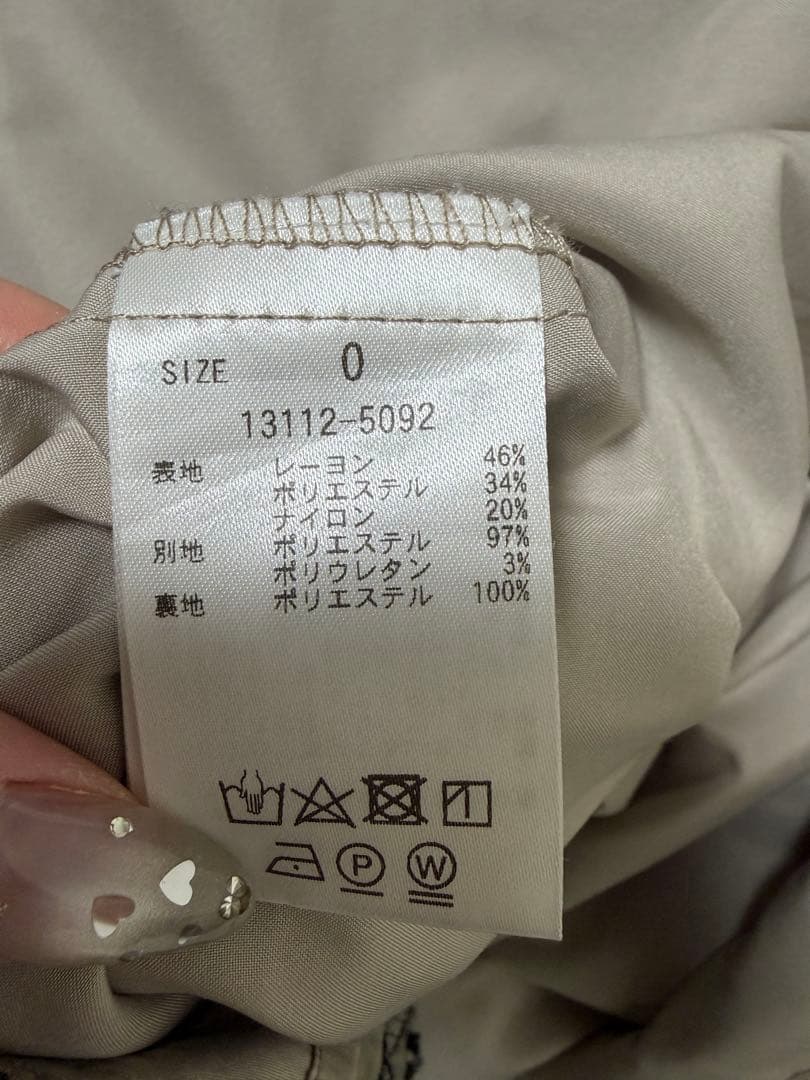 SIZE 0
13112-5092
表地 レーヨン 46%
ポリエステル 34%
ナイロン 20%
別地 ポリエステル 97%
ポリウレタン 3%
裏地 ポリエステル 100%
P W